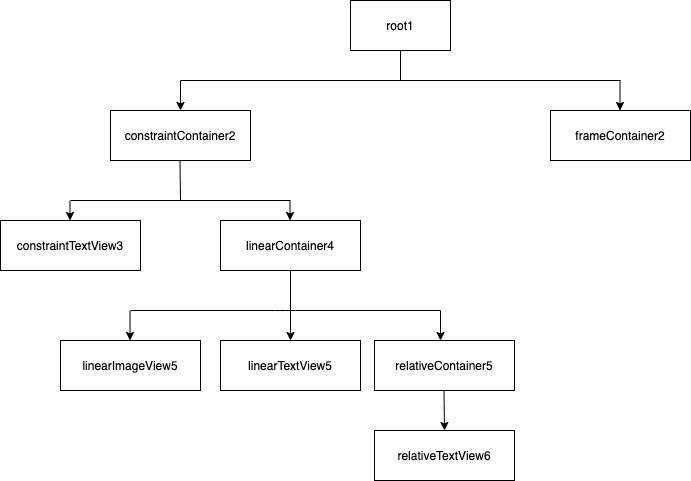 root1
constraintContainer2
frameContainer2
constraintTextView3
linearContainer4
linearImageView5
linearTextView5
relativeContainer5
relativeTextView6